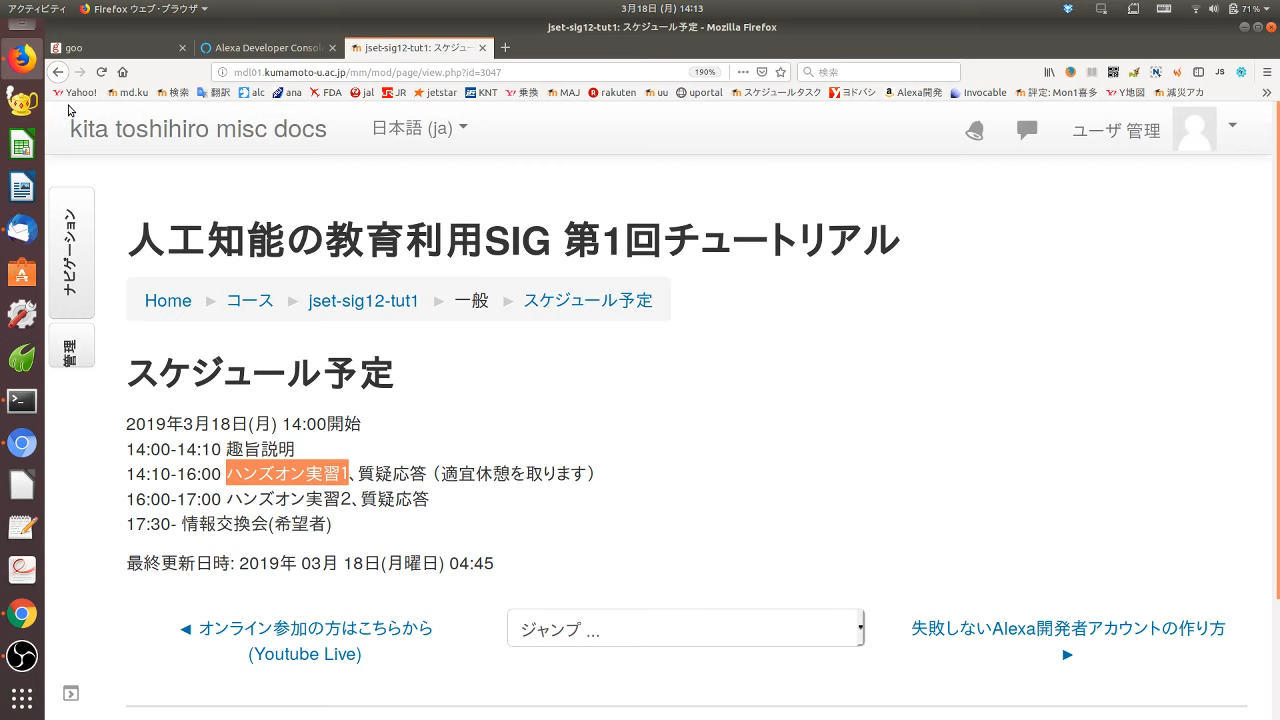 アクティビティ
Firefox ウェブ・ブラウザ
3月18日 (月) 14:13
71%
jset-sig12-tut1: スケジュール予定 - Mozilla Firefox
goo
Alexa Developer Consol
jset-sig12-tut1: スケジュー
mdl01.kumamoto-u.ac.jp/mm/mod/page/view.php?id=3047
190%
検索
Yahoo! md.ku 検索 翻訳 alc ana FDA jal JR jetstar KNT 乗換 MAJ rakuten uu uportal スケジュールタスク ヨドバシ Alexa開発 Invocable 評定: Mon1喜多 Y地図 減災アカ
kita toshihiro misc docs
日本語 (ja)
ユーザ 管理
ナビゲーション
管理
人工知能の教育利用SIG 第1回チュートリアル
Home ► コース ► jset-sig12-tut1 ► 一般 ► スケジュール予定
スケジュール予定
2019年3月18日(月) 14:00開始
14:00-14:10 趣旨説明
14:10-16:00 ハンズオン実習1、質疑応答 （適宜休憩を取ります）
16:00-17:00 ハンズオン実習2、質疑応答
17:30- 情報交換会(希望者)
最終更新日時: 2019年 03月 18日(月曜日) 04:45
◄ オンライン参加の方はこちらから
(Youtube Live)
ジャンプ ...
失敗しないAlexa開発者アカウントの作り方
►